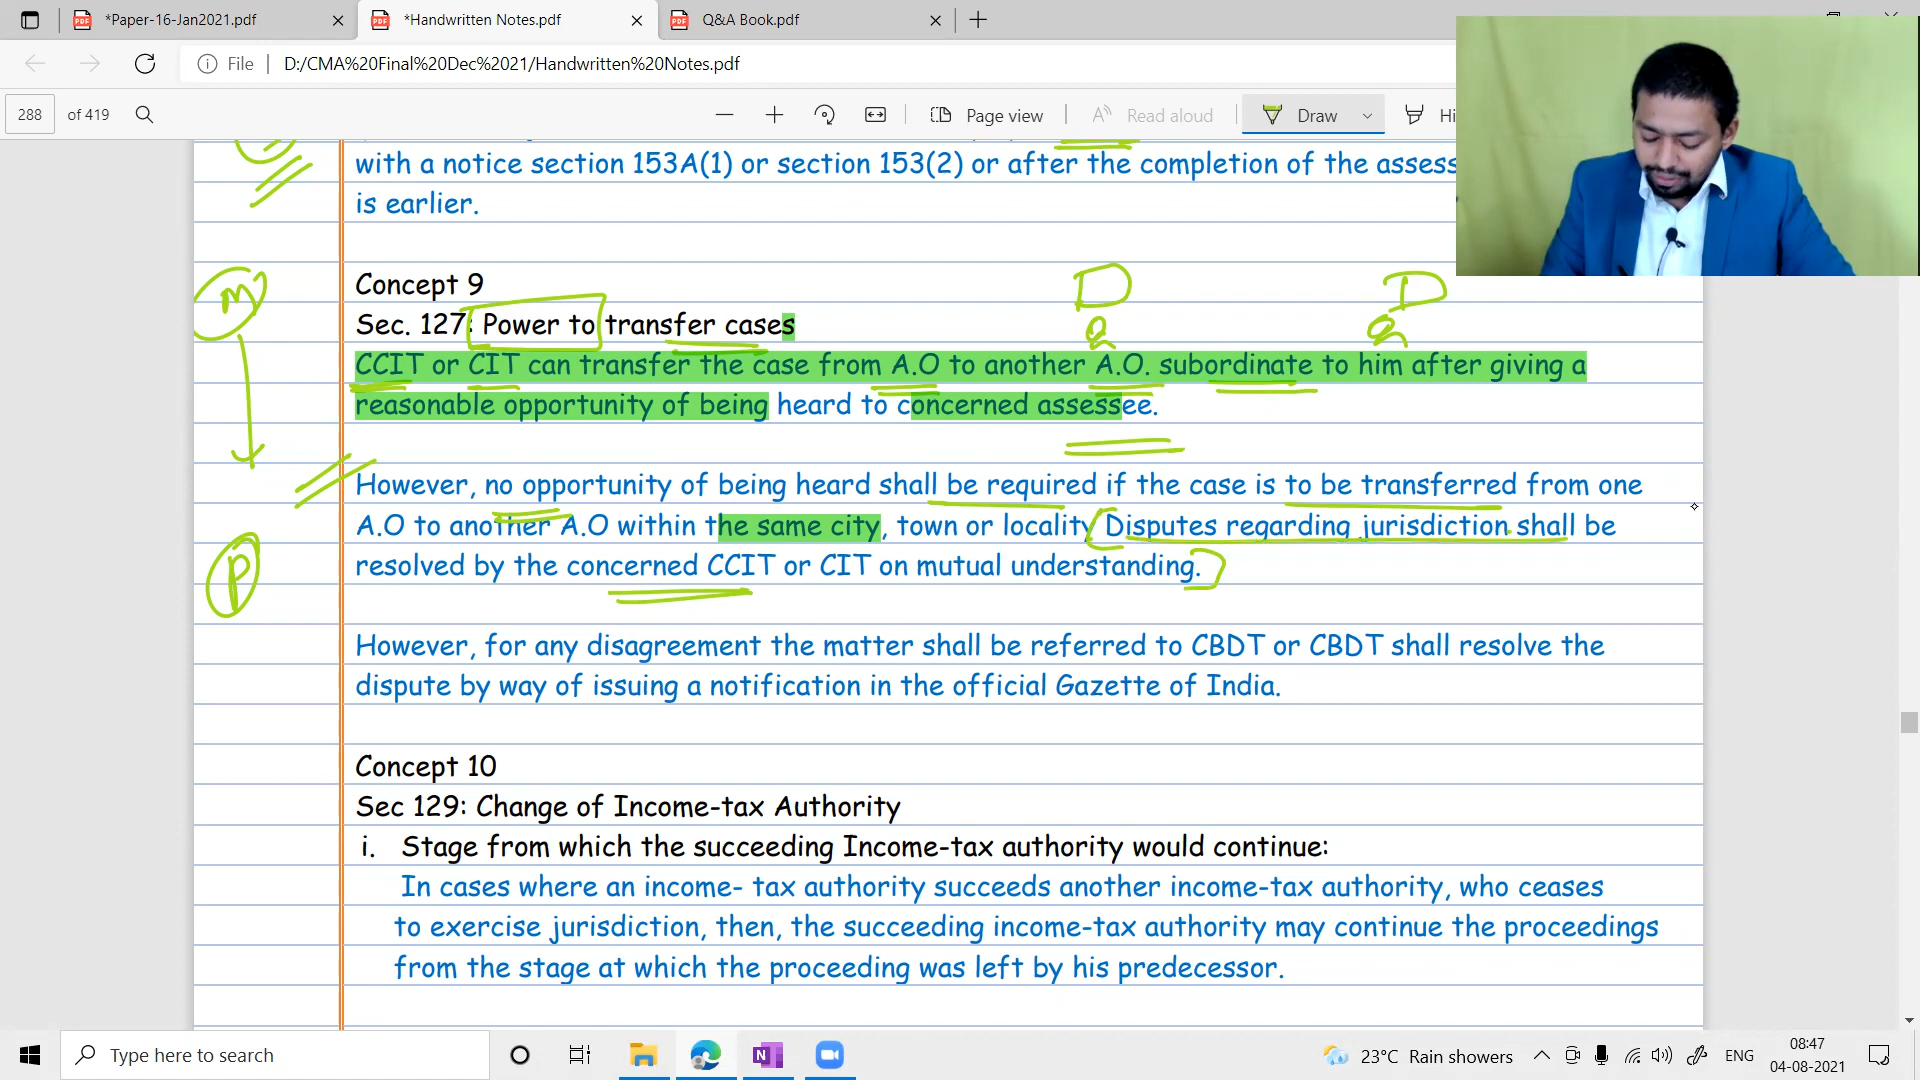 *Paper-16-Jan2021.pdf
*Handwritten Notes.pdf
Q&A Book.pdf
File
D:/CMA%20Final%20Dec%2021/Handwritten%20Notes.pdf
288 of 419
Page view
Read aloud
Draw
Hi
with a notice section 153A(1) or section 153(2) or after the completion of the assess
is earlier.
Concept 9
D D
a a
M
Sec. 127: Power to transfer cases
CCIT or CIT can transfer the case from A.O to another A.O. subordinate to him after giving a
reasonable opportunity of being heard to concerned assessee.
However, no opportunity of being heard shall be required if the case is to be transferred from one
A.O to another A.O within the same city, town or locality Disputes regarding jurisdiction shall be
resolved by the concerned CCIT or CIT on mutual understanding.
P
However, for any disagreement the matter shall be referred to CBDT or CBDT shall resolve the
dispute by way of issuing a notification in the official Gazette of India.
Concept 10
Sec 129: Change of Income-tax Authority
i. Stage from which the succeeding Income-tax authority would continue:
In cases where an income- tax authority succeeds another income-tax authority, who ceases
to exercise jurisdiction, then, the succeeding income-tax authority may continue the proceedings
from the stage at which the proceeding was left by his predecessor.
Type here to search
23°C Rain showers
ENG
08:47
04-08-2021